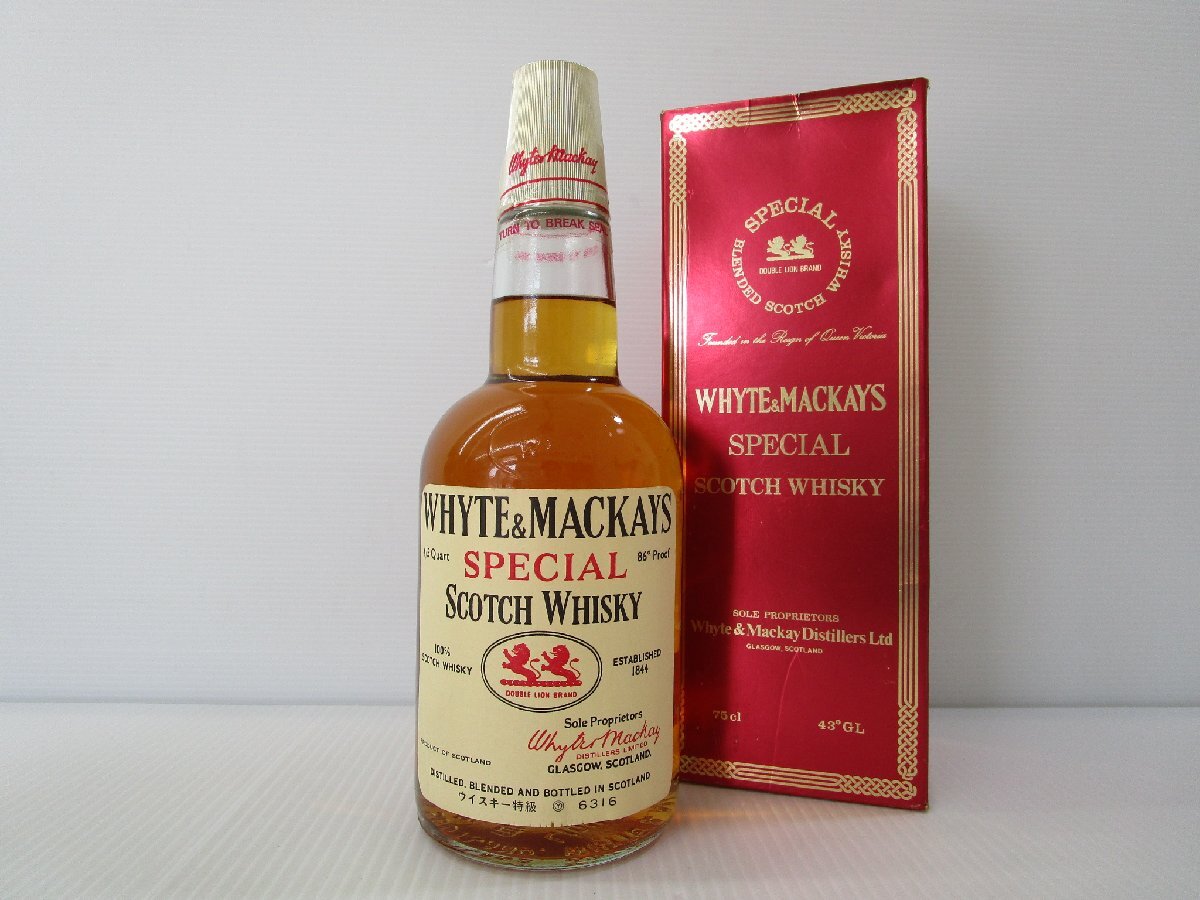 Whyte & Mackay
TURN TO BREAK SEAL
WHYTE & MACKAYS
4/5 Quart
86° Proof
SPECIAL
SCOTCH WHISKY
100%
SCOTCH WHISKY
ESTABLISHED
1844
DOUBLE LION BRAND
Sole Proprietors
Whyte & Mackay
DISTILLERS LIMITED
GLASGOW, SCOTLAND.
PRODUCT OF SCOTLAND
DISTILLED, BLENDED AND BOTTLED IN SCOTLAND
ウイスキー特級 6316
SPECIAL
BLENDED SCOTCH WHISKY
DOUBLE LION BRAND
Founded in the Reign of Queen Victoria
WHYTE & MACKAYS
SPECIAL
SCOTCH WHISKY
SOLE PROPRIETORS
Whyte & Mackay Distillers Ltd
GLASGOW, SCOTLAND
75 cl
43° GL